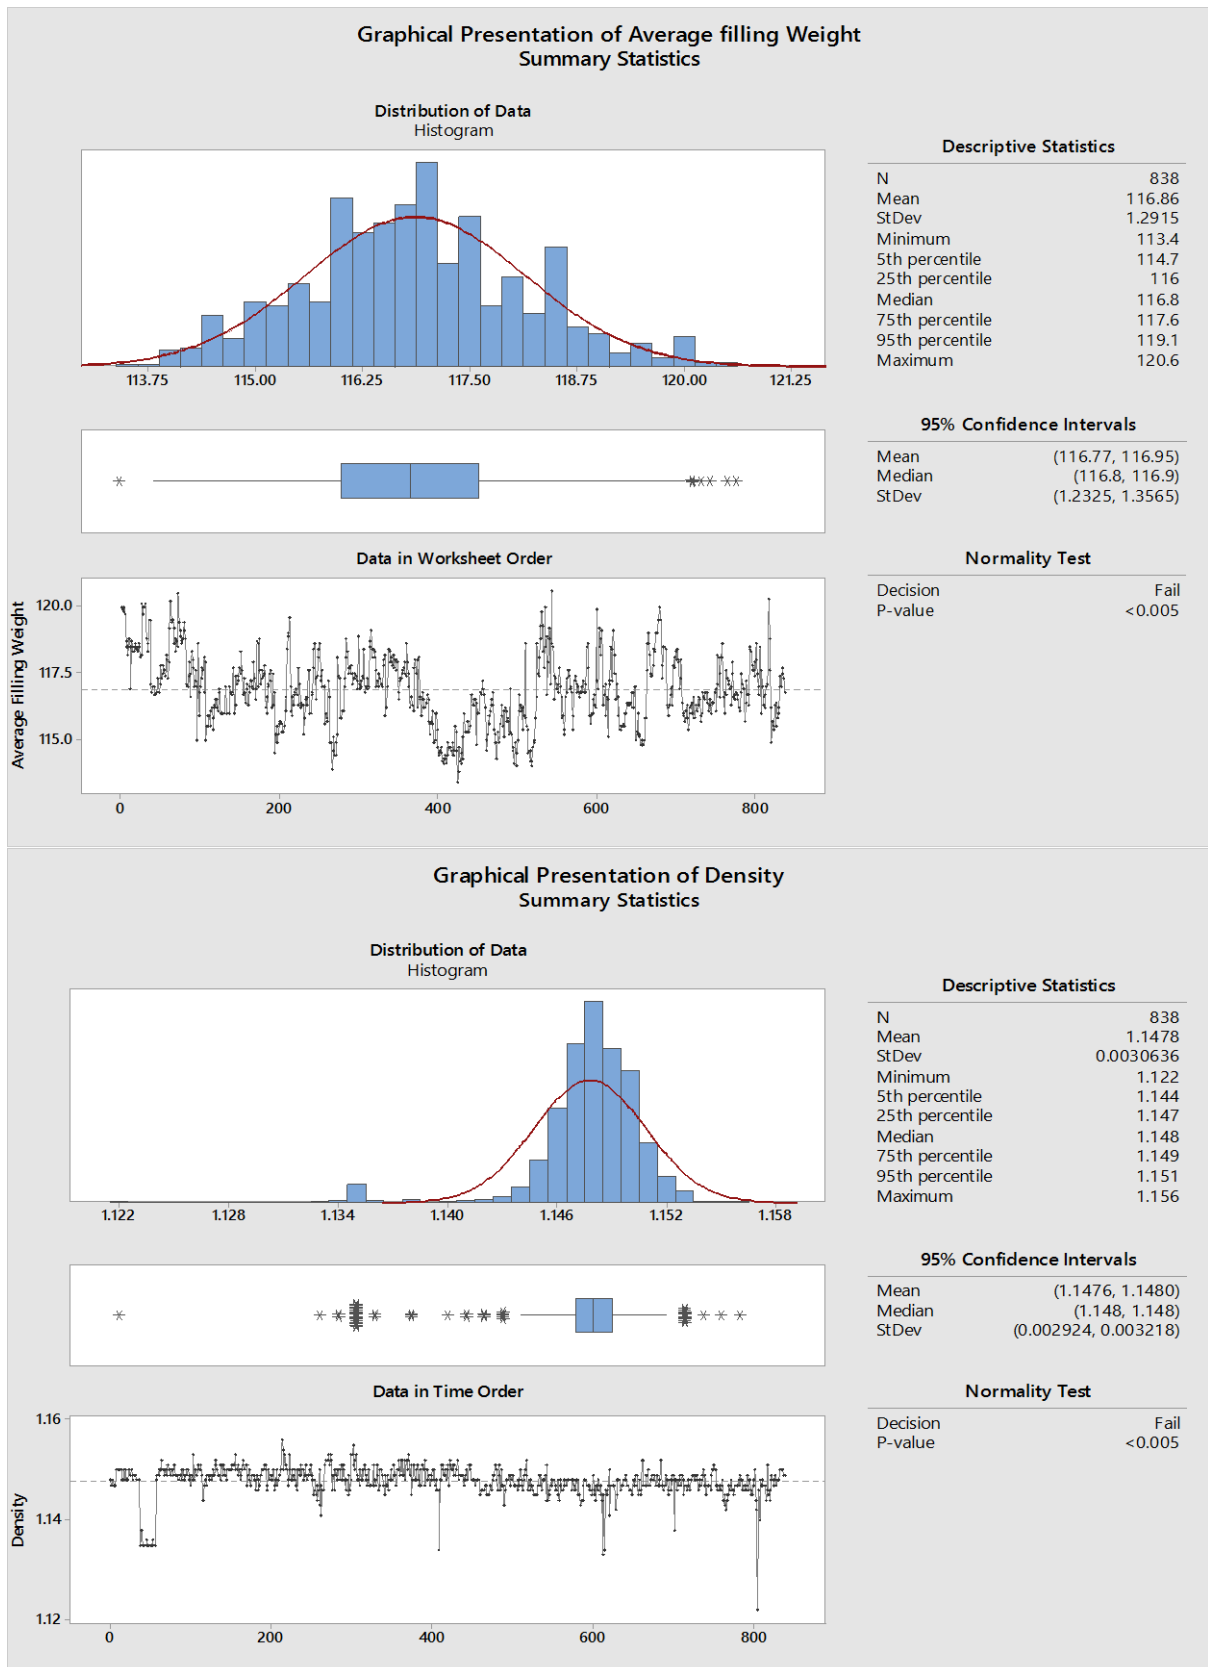 Graphical Presentation of Average filling Weight
Summary Statistics
Distribution of Data
Histogram
113.75 115.00 116.25 117.50 118.75 120.00 121.25
Descriptive Statistics
N 838
Mean 116.86
StDev 1.2915
Minimum 113.4
5th percentile 114.7
25th percentile 116
Median 116.8
75th percentile 117.6
95th percentile 119.1
Maximum 120.6
95% Confidence Intervals
Mean (116.77, 116.95)
Median (116.8, 116.9)
StDev (1.2325, 1.3565)
Data in Worksheet Order
Average Filling Weight
120.0
117.5
115.0
0 200 400 600 800
Normality Test
Decision Fail
P-value <0.005
Graphical Presentation of Density
Summary Statistics
Distribution of Data
Histogram
1.122 1.128 1.134 1.140 1.146 1.152 1.158
Descriptive Statistics
N 838
Mean 1.1478
StDev 0.0030636
Minimum 1.122
5th percentile 1.144
25th percentile 1.147
Median 1.148
75th percentile 1.149
95th percentile 1.151
Maximum 1.156
95% Confidence Intervals
Mean (1.1476, 1.1480)
Median (1.148, 1.148)
StDev (0.002924, 0.003218)
Data in Time Order
Density
1.16
1.14
1.12
0 200 400 600 800
Normality Test
Decision Fail
P-value <0.005